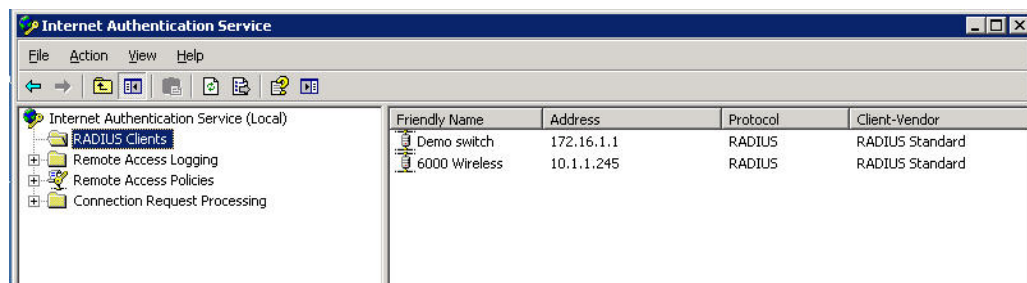 Internet Authentication Service
File Action View Help
Internet Authentication Service (Local)
RADIUS Clients
Remote Access Logging
Remote Access Policies
Connection Request Processing
Friendly Name Address Protocol Client-Vendor
Demo switch 172.16.1.1 RADIUS RADIUS Standard
6000 Wireless 10.1.1.245 RADIUS RADIUS Standard